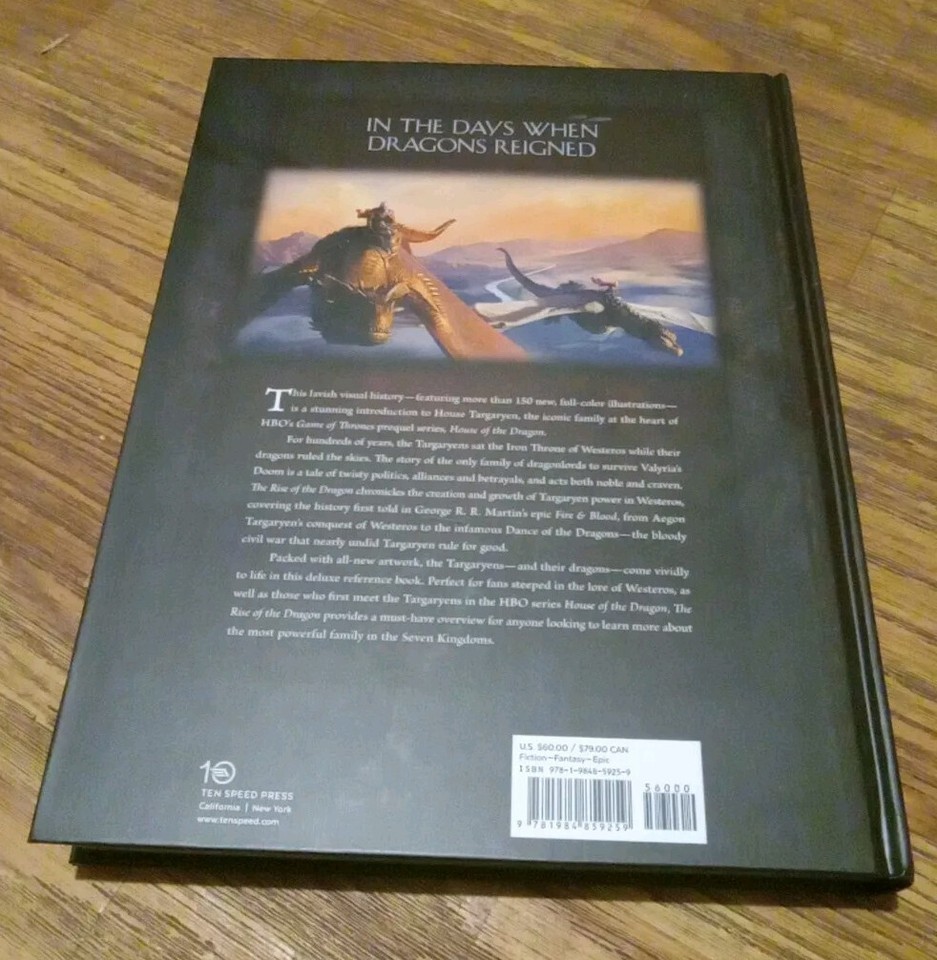 IN THE DAYS WHEN
DRAGONS REIGNED
This lavish visual history—featuring more than 150 new, full-color illustrations—
is a stunning introduction to House Targaryen, the iconic family at the heart of
HBO's Game of Thrones prequel series, House of the Dragon.
For hundreds of years, the Targaryens sat the Iron Throne of Westeros while their
dragons ruled the skies. The story of the only family of dragonlords to survive Valyria's
Doom is a tale of twisty politics, alliances and betrayals, and acts both noble and craven.
The Rise of the Dragon chronicles the creation and growth of Targaryen power in Westeros,
covering the history first told in George R. R. Martin's epic Fire & Blood, from Aegon
Targaryen's conquest of Westeros to the infamous Dance of the Dragons—the bloody
civil war that nearly undid Targaryen rule for good.
Packed with all-new artwork, the Targaryens—and their dragons—come vividly
to life in this deluxe reference book. Perfect for fans steeped in the lore of Westeros, as
well as those who first meet the Targaryens in the HBO series House of the Dragon, The
Rise of the Dragon provides a must-have overview for anyone looking to learn more about
the most powerful family in the Seven Kingdoms.
10
TEN SPEED PRESS
California | New York
www.tenspeed.com
U.S. $60.00 / $79.00 CAN
Fiction—Fantasy—Epic
ISBN 978-1-9848-5925-9
56000
9 781984 859259